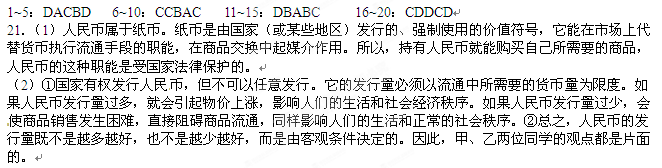 1~5：DACBD 6~10：CCBAC 11~15：DBABC 16~20：CDDCD
21.（1）人民币属于纸币。纸币是由国家（或某些地区）发行的、强制使用的价值符号，它能在市场上代
替货币执行流通手段的职能，在商品交换中起媒介作用。所以，持有人民币就能购买自己所需要的商品，
人民币的这种职能是受国家法律保护的。
（2）①国家有权发行人民币，但不可以任意发行。它的发行量必须以流通中所需要的货币量为限度。如
果人民币发行量过多，就会引起物价上涨，影响人们的生活和社会经济秩序。如果人民币发行量过少，会
使商品销售发生困难，直接阻碍商品流通，同样影响人们的生活和正常的社会秩序。②总之，人民币的发
行量既不是越多越好，也不是越少越好，而是由客观条件决定的。因此，甲、乙两位同学的观点都是片面
的。